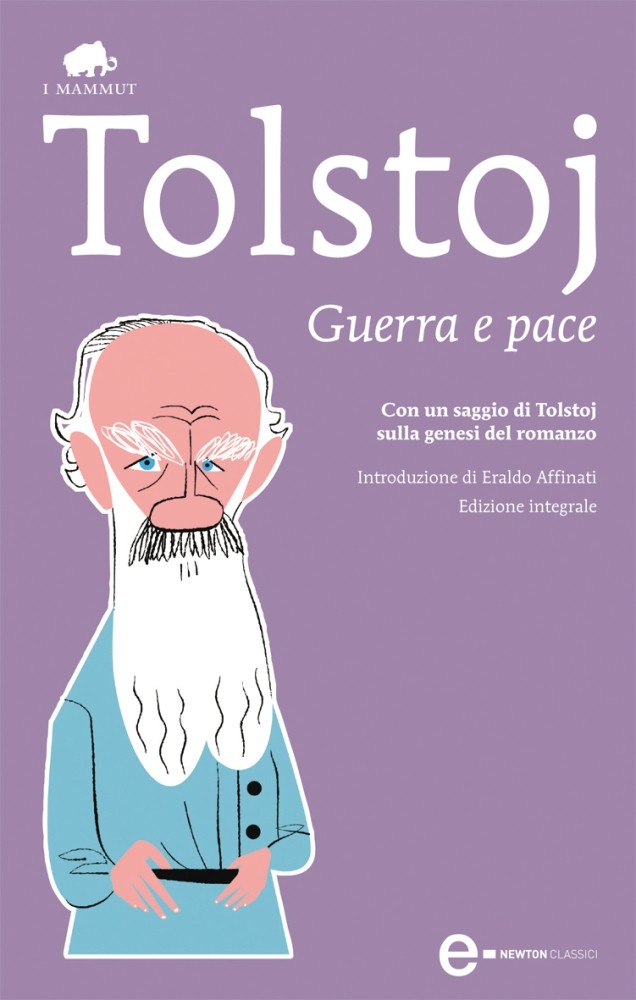 I MAMMUT
Tolstoj
Guerra e pace
Con un saggio di Tolstoj
sulla genesi del romanzo
Introduzione di Eraldo Affinati
Edizione integrale
e NEWTON CLASSICI